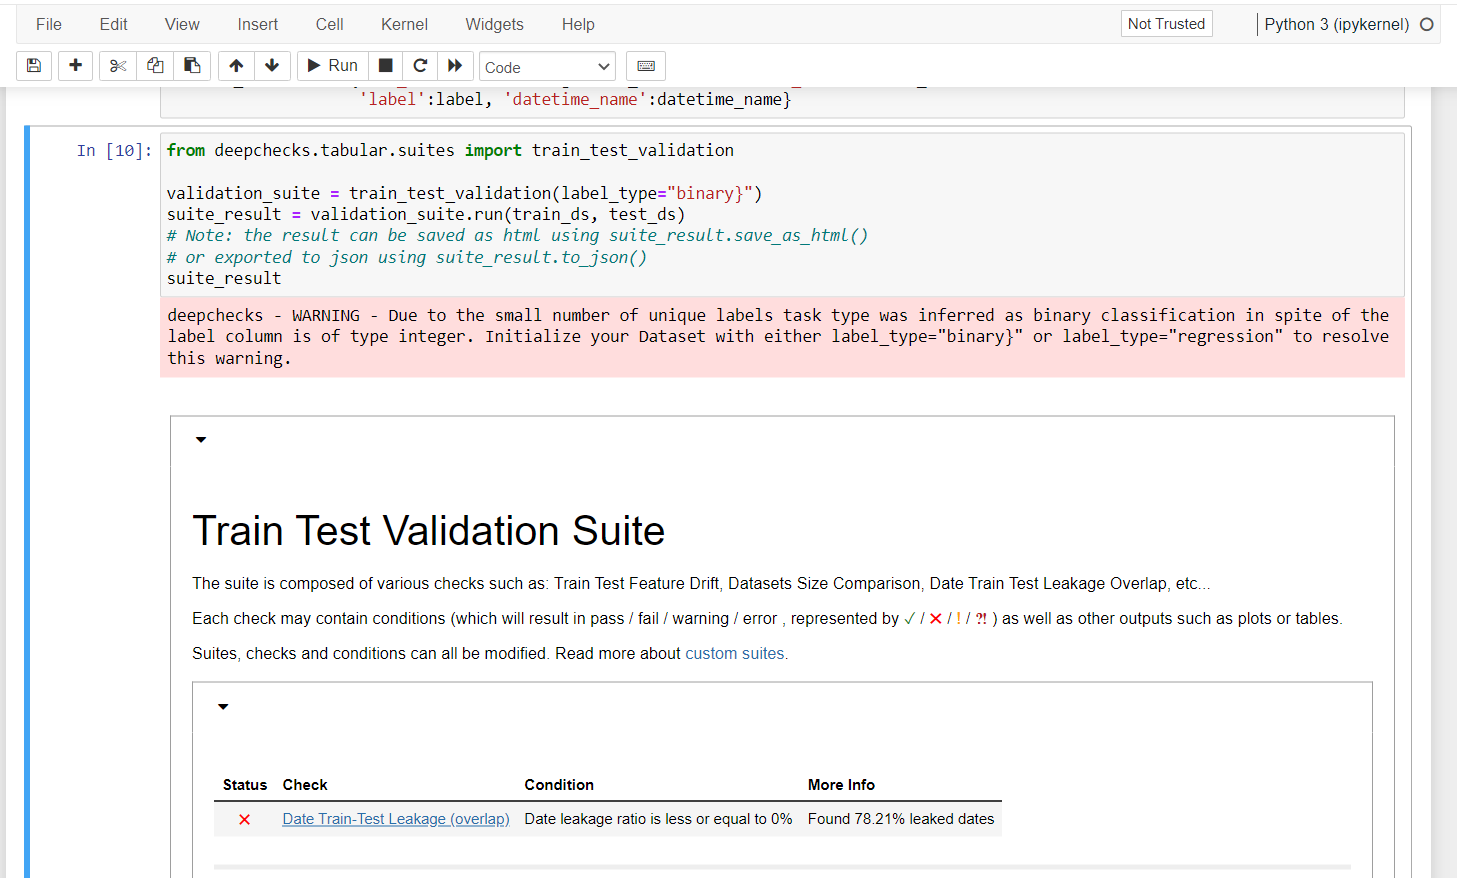 File Edit View Insert Cell Kernel Widgets Help Not Trusted Python 3 (ipykernel)
Run Code
'label':label, 'datetime_name':datetime_name}
In [10]: from deepchecks.tabular.suites import train_test_validation
validation_suite = train_test_validation(label_type="binary}")
suite_result = validation_suite.run(train_ds, test_ds)
# Note: the result can be saved as html using suite_result.save_as_html()
# or exported to json using suite_result.to_json()
suite_result
deepchecks - WARNING - Due to the small number of unique labels task type was inferred as binary classification in spite of the
label column is of type integer. Initialize your Dataset with either label_type="binary}" or label_type="regression" to resolve
this warning.
Train Test Validation Suite
The suite is composed of various checks such as: Train Test Feature Drift, Datasets Size Comparison, Date Train Test Leakage Overlap, etc...
Each check may contain conditions (which will result in pass / fail / warning / error , represented by ✓ / ✕ / ! / ?! ) as well as other outputs such as plots or tables.
Suites, checks and conditions can all be modified. Read more about custom suites.
Status Check Condition More Info
✕ Date Train-Test Leakage (overlap) Date leakage ratio is less or equal to 0% Found 78.21% leaked dates